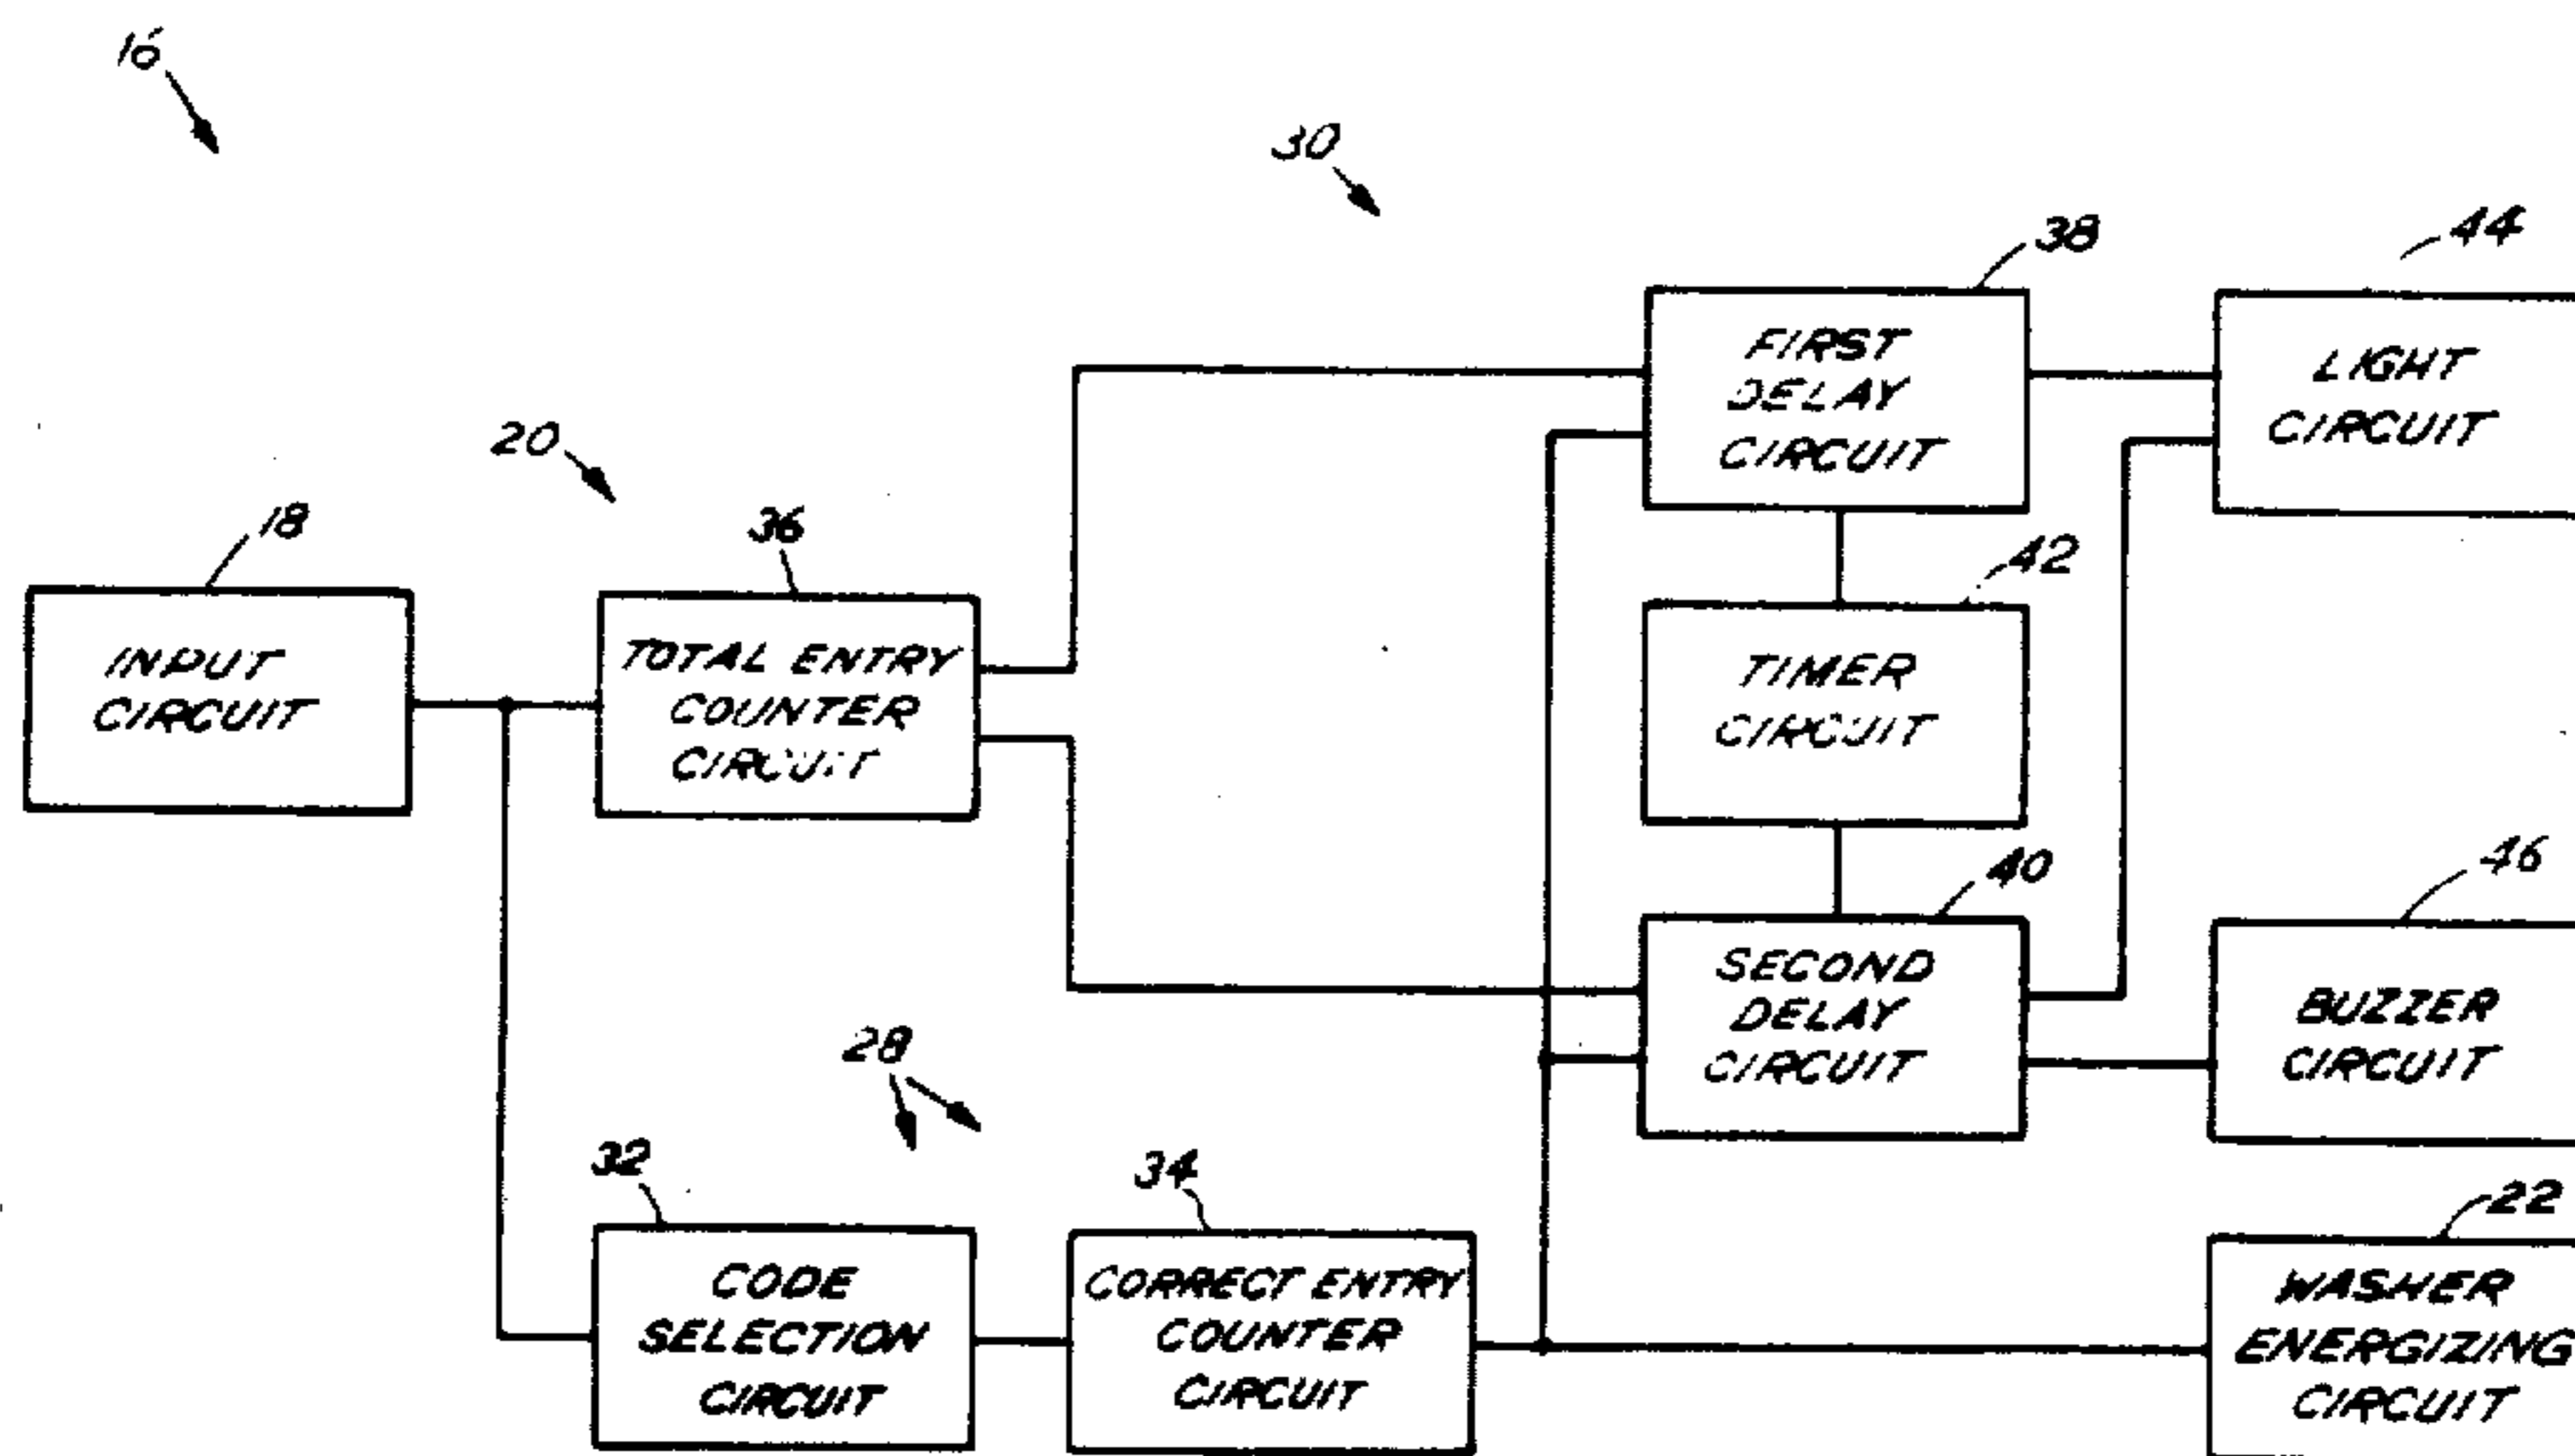 16
30
38
44
FIRST
DELAY
CIRCUIT
LIGHT
CIRCUIT
20
18
36
42
INPUT
CIRCUIT
TOTAL ENTRY
COUNTER
CIRCUIT
TIMER
CIRCUIT
40
46
SECOND
DELAY
CIRCUIT
BUZZER
CIRCUIT
28
32
34
22
CODE
SELECTION
CIRCUIT
CORRECT ENTRY
COUNTER
CIRCUIT
WASHER
ENERGIZING
CIRCUIT